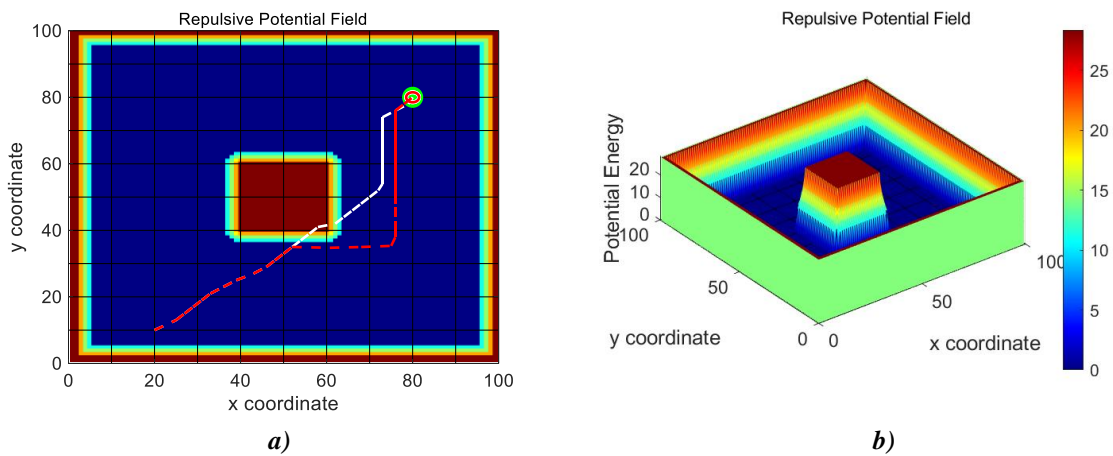 Repulsive Potential Field
100
80
60
40
20
0
0 20 40 60 80 100
y coordinate
x coordinate
a)
Repulsive Potential Field
Potential Energy
20
10
0
100
50
0
0
50
100
y coordinate
x coordinate
25
20
15
10
5
0
b)